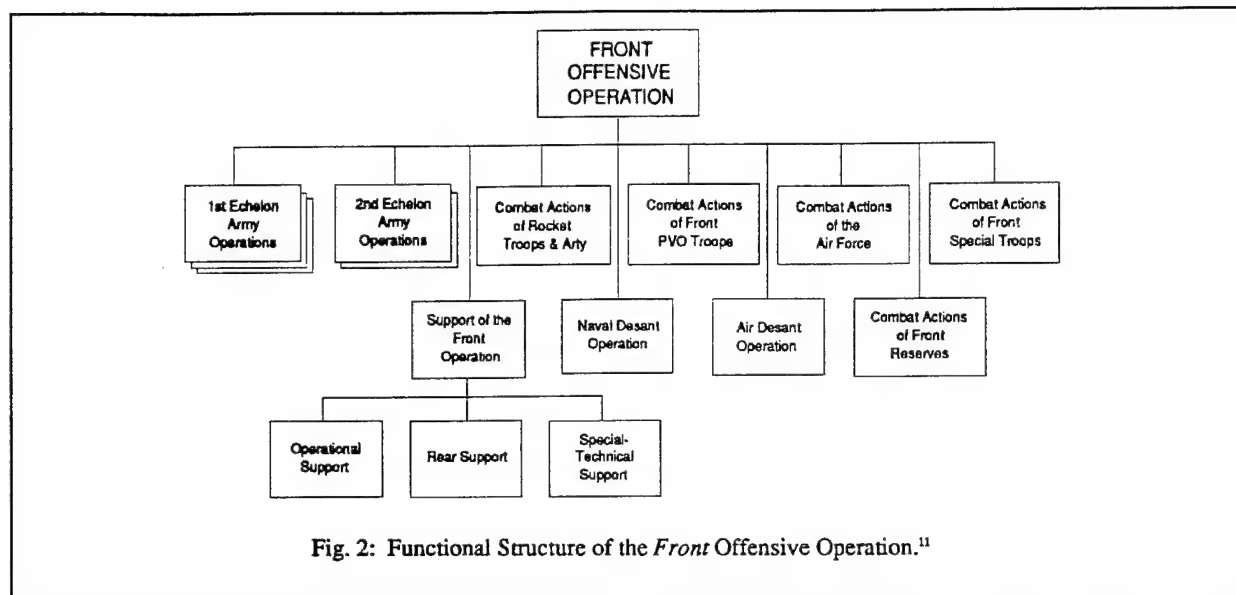 FRONT
OFFENSIVE
OPERATION
1st Echelon
Army
Operations
2nd Echelon
Army
Operations
Combat Actions
of Rocket
Troops & Arty
Combat Actions
of Front
PVO Troops
Combat Actions
of the
Air Force
Combat Actions
of Front
Special Troops
Support of the
Front
Operation
Naval Desant
Operation
Air Desant
Operation
Combat Actions
of Front
Reserves
Operational
Support
Rear Support
Special-
Technical
Support
Fig. 2: Functional Structure of the Front Offensive Operation.¹¹